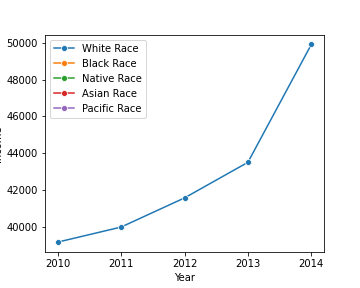 50000
48000
46000
44000
42000
40000
White Race
Black Race
Native Race
Asian Race
Pacific Race
2010 2011 2012 2013 2014
Year